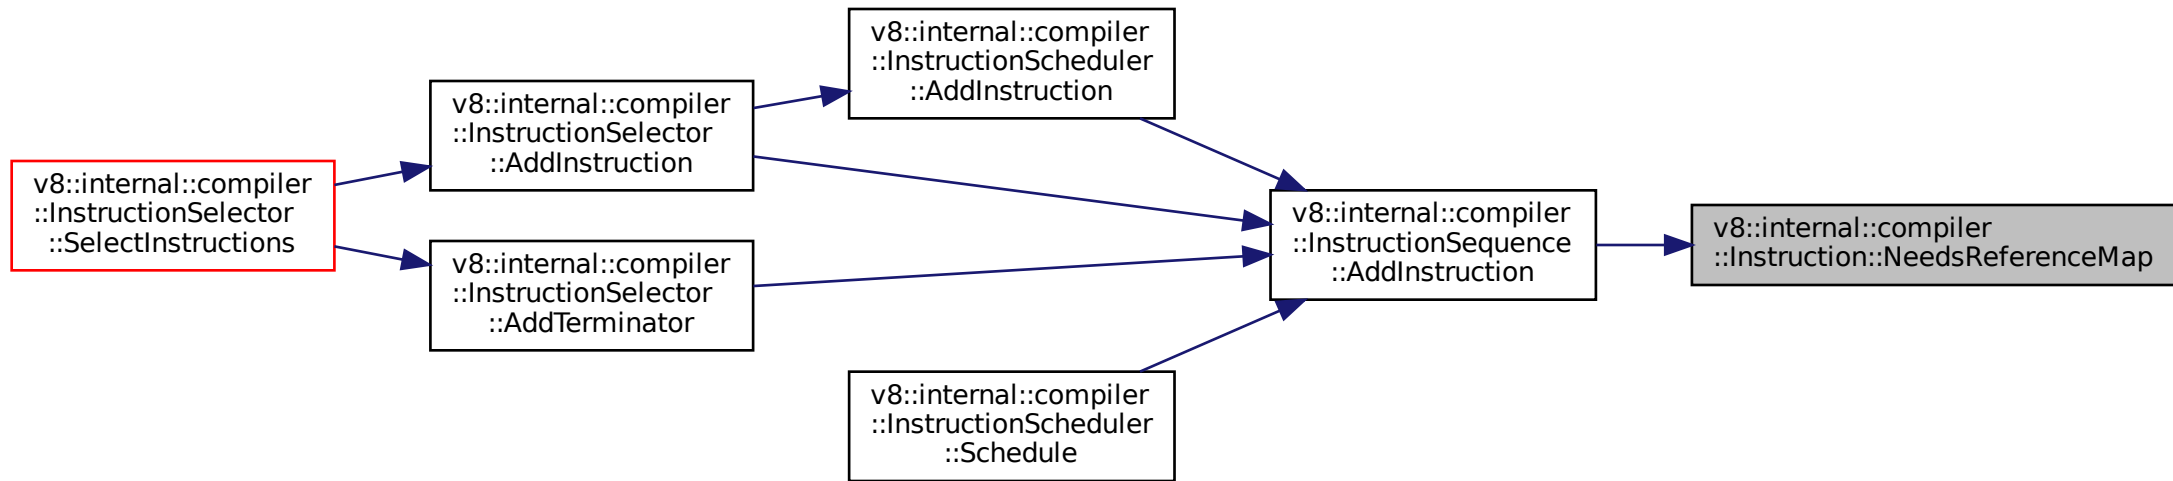 v8::internal::compiler
::InstructionSelector
::SelectInstructions
v8::internal::compiler
::InstructionSelector
::AddInstruction
v8::internal::compiler
::InstructionSelector
::AddTerminator
v8::internal::compiler
::InstructionScheduler
::AddInstruction
v8::internal::compiler
::InstructionScheduler
::Schedule
v8::internal::compiler
::InstructionSequence
::AddInstruction
v8::internal::compiler
::Instruction::NeedsReferenceMap